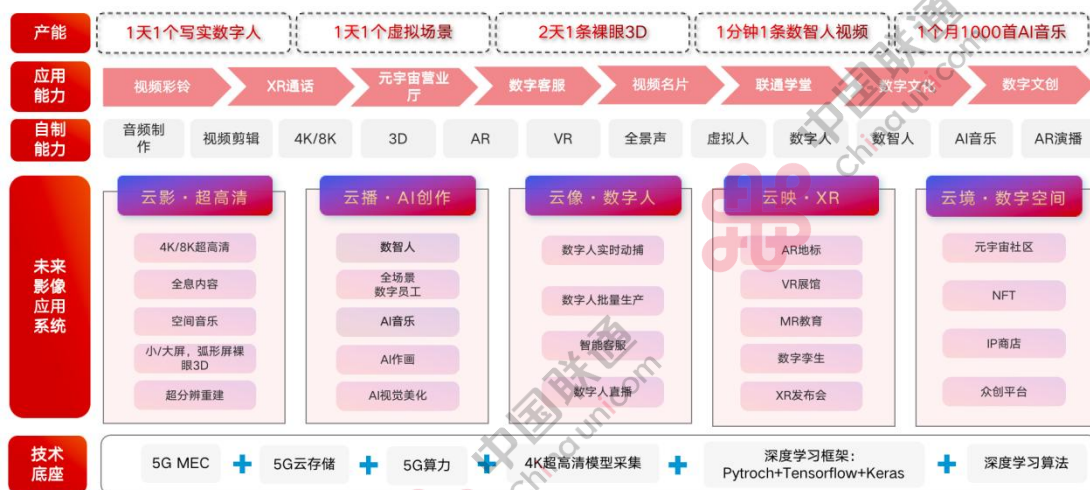 产能
1天1个写实数字人
1天1个虚拟场景
2天1条裸眼3D
1分钟1条数智人视频
1个月1000首AI音乐
应用
能力
视频彩铃
XR通话
元宇宙营业
厅
数字客服
视频名片
联通学堂
数字文化
数字文创
自制
能力
音频制
作
视频剪辑
4K/8K
3D
AR
VR
全景声
虚拟人
数字人
数智人
AI音乐
AR演播
未来
影像
应用
系统
云影·超高清
4K/8K超高清
全息内容
空间音乐
小/大屏，弧形屏裸
眼3D
超分辨重建
云播·AI创作
数智人
全场景
数字员工
AI音乐
AI作画
AI视觉美化
云像·数字人
数字人实时动捕
数字人批量生产
智能客服
数字人直播
云映·XR
AR地标
VR展馆
MR教育
数字孪生
XR发布会
云境·数字空间
元宇宙社区
NFT
IP商店
众创平台
技术
底座
5G MEC
+
5G云存储
+
5G算力
+
4K超高清模型采集
+
深度学习框架：
Pytroch+Tensorflow+Keras
+
深度学习算法
中国联通
China unicom
中国联通
China unicom